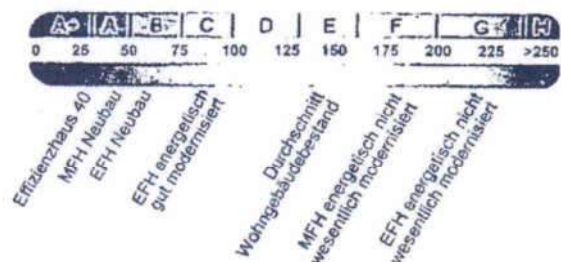 A+ A B C D E F G H
0 25 50 75 100 125 150 175 200 225 >250
Effizienzhaus 40
MFH Neubau
EFH Neubau
EFH energetisch
gut modernisiert
Durchschnitt
Wohngebäudebestand
MFH energetisch nicht
wesentlich modernisiert
EFH energetisch nicht
wesentlich modernisiert